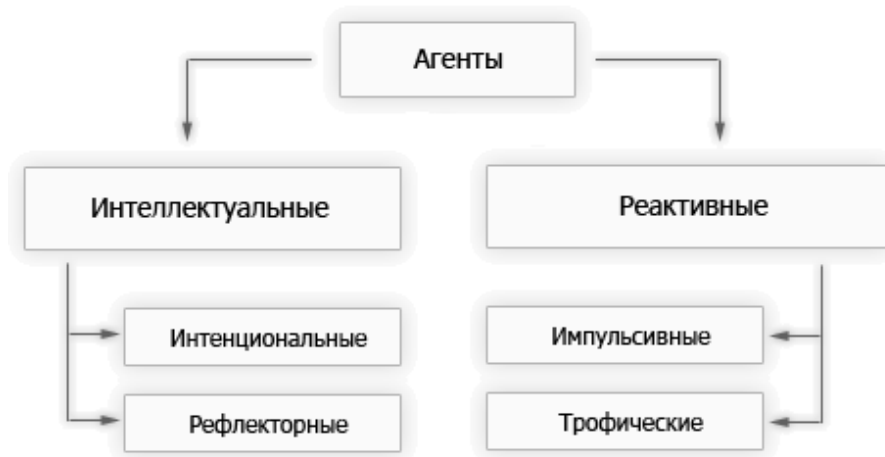 Агенты
Интеллектуальные
Реактивные
Интенциональные
Импульсивные
Рефлекторные
Трофические